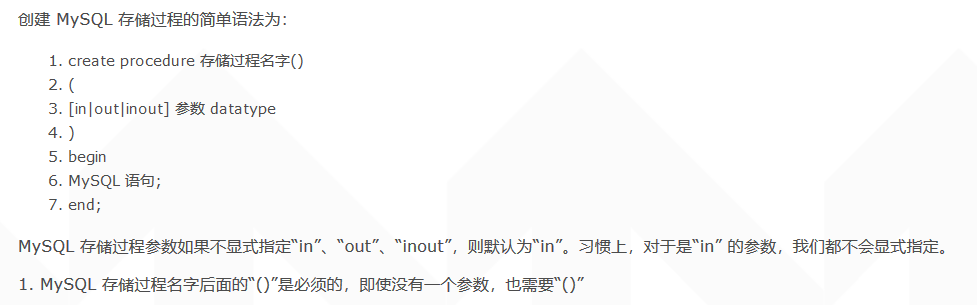 创建 MySQL 存储过程的简单语法为：
1. create procedure 存储过程名字()
2. (
3. [in|out|inout] 参数 datatype
4. )
5. begin
6. MySQL 语句;
7. end;
MySQL 存储过程参数如果不显式指定“in”、“out”、“inout”，则默认为“in”。习惯上，对于是“in” 的参数，我们都不会显式指定。
1. MySQL 存储过程名字后面的“()”是必须的，即使没有一个参数，也需要“()”